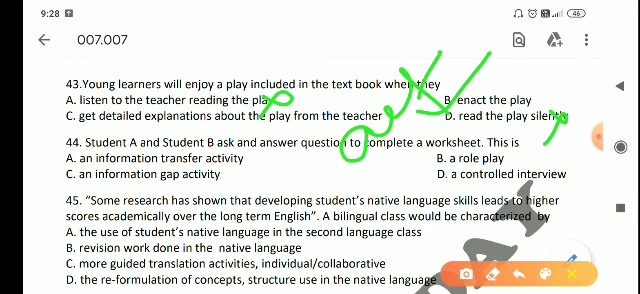 9:28 46
007.007
43.Young learners will enjoy a play included in the text book when they
A. listen to the teacher reading the play B. enact the play
C. get detailed explanations about the play from the teacher D. read the play silently
act
44. Student A and Student B ask and answer question to complete a worksheet. This is
A. an information transfer activity B. a role play
C. an information gap activity D. a controlled interview
45. “Some research has shown that developing student’s native language skills leads to higher
scores academically over the long term English”. A bilingual class would be characterized by
A. the use of student’s native language in the second language class
B. revision work done in the native language
C. more guided translation activities, individual/collaborative
D. the re-formulation of concepts, structure use in the native language